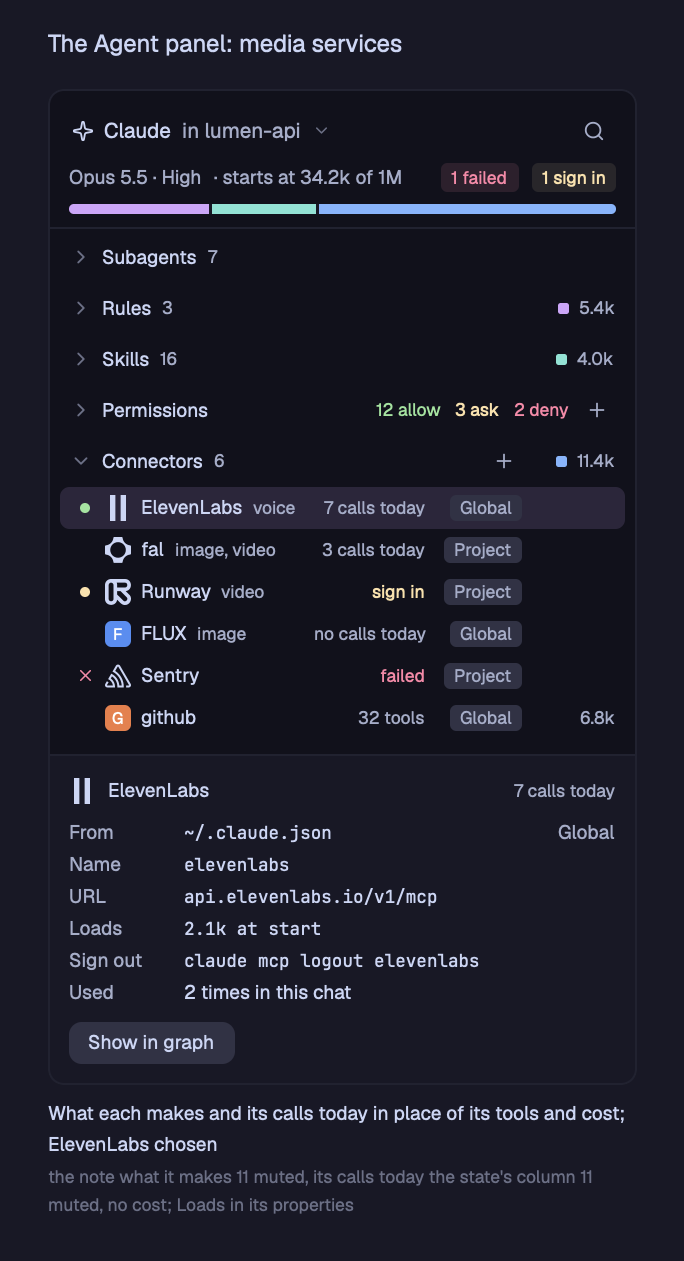 The Agent panel: media services
Claude in lumen-api
Opus 5.5 · High · starts at 34.2k of 1M 1 failed 1 sign in
Subagents 7
Rules 3 5.4k
Skills 16 4.0k
Permissions 12 allow 3 ask 2 deny +
Connectors 6 + 11.4k
ElevenLabs voice 7 calls today Global
fal image, video 3 calls today Project
Runway video sign in Project
F FLUX image no calls today Global
Sentry failed Project
G github 32 tools Global 6.8k
ElevenLabs 7 calls today
From ~/.claude.json Global
Name elevenlabs
URL api.elevenlabs.io/v1/mcp
Loads 2.1k at start
Sign out claude mcp logout elevenlabs
Used 2 times in this chat
Show in graph
What each makes and its calls today in place of its tools and cost;
ElevenLabs chosen
the note what it makes 11 muted, its calls today the state's column 11
muted, no cost; Loads in its properties